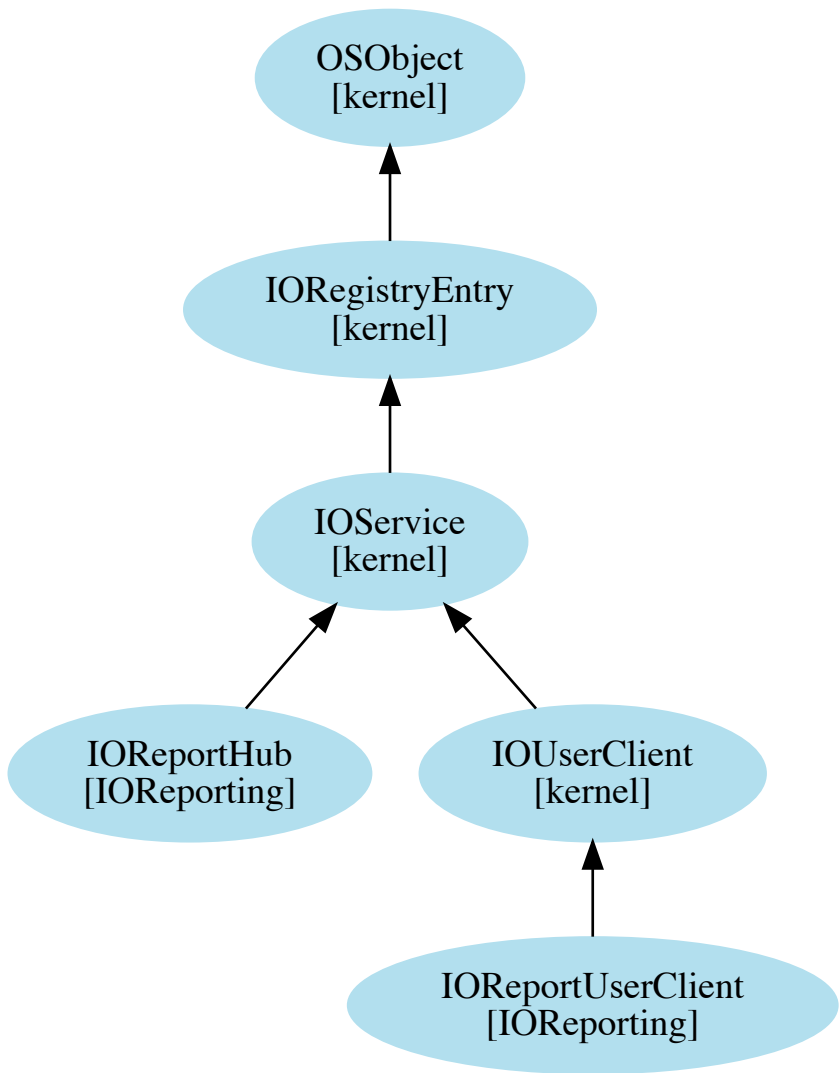 OSObject
[kernel]
IORegistryEntry
[kernel]
IOService
[kernel]
IOReportHub
[IOReporting]
IOUserClient
[kernel]
IOReportUserClient
[IOReporting]